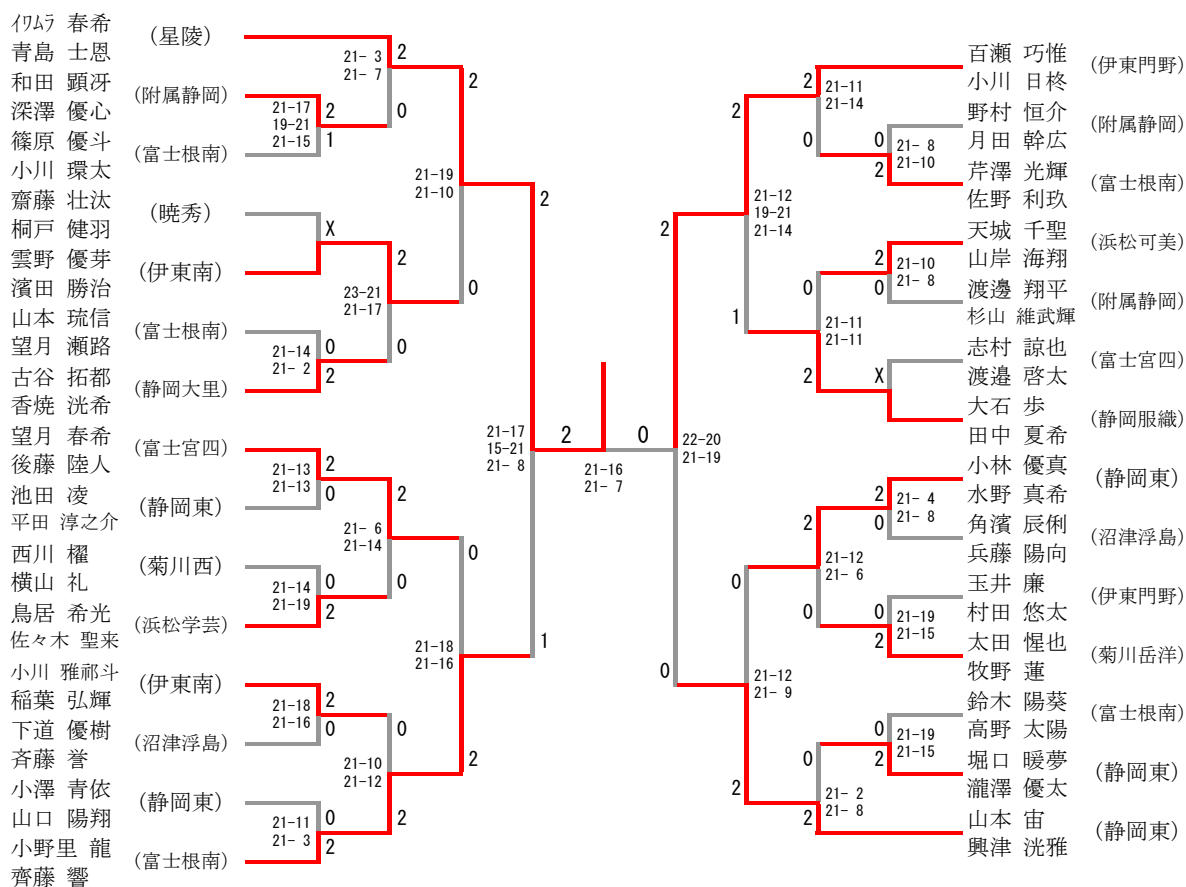 ｲﾜﾑﾗ 春希
青島 士恩
(星陵)
和田 顕冴
深澤 優心
(附属静岡)
篠原 優斗
小川 環太
(富士根南)
齋藤 壮汰
桐戸 健羽
(暁秀)
雲野 優芽
濱田 勝治
(伊東南)
山本 琉信
望月 瀬路
(富士根南)
古谷 拓都
香焼 洸希
(静岡大里)
望月 春希
後藤 陸人
(富士宮四)
池田 凌
平田 淳之介
(静岡東)
西川 櫂
横山 礼
(菊川西)
鳥居 希光
佐々木 聖来
(浜松学芸)
小川 雅祁斗
稲葉 弘輝
(伊東南)
下道 優樹
斉藤 誉
(沼津浮島)
小澤 青依
山口 陽翔
(静岡東)
小野里 龍
齊藤 響
(富士根南)
21-17
19-21
21-15
2
1
X
21-14
21- 2
0
2
21-13
21-13
2
0
21-14
21-19
0
2
21-18
21-16
2
0
21-11
21- 3
0
2
21- 3
21- 7
2
0
23-21
21-17
2
0
21- 6
21-14
2
0
21-10
21-12
0
2
21-19
21-10
2
0
21-18
21-16
0
2
21-17
15-21
21- 8
2
1
2
0
21-16
21- 7
22-20
21-19
2
0
21-12
19-21
21-14
2
1
21-12
21- 9
0
2
21-11
21-14
2
0
21-11
21-11
0
2
21-12
21- 6
2
0
21- 2
21- 8
0
2
21- 8
21-10
0
2
21-10
21- 8
2
0
X
21- 4
21- 8
2
0
21-19
21-15
0
2
21-19
21-15
0
2
百瀬 巧惟
小川 日柊
(伊東門野)
野村 恒介
月田 幹広
(附属静岡)
芹澤 光輝
佐野 利玖
(富士根南)
天城 千聖
山岸 海翔
(浜松可美)
渡邊 翔平
杉山 維武輝
(附属静岡)
志村 諒也
渡邉 啓太
(富士宮四)
大石 歩
田中 夏希
(静岡服織)
小林 優真
水野 真希
(静岡東)
角濱 辰俐
兵藤 陽向
(沼津浮島)
玉井 廉
村田 悠太
(伊東門野)
太田 惺也
牧野 蓮
(菊川岳洋)
鈴木 陽葵
高野 太陽
(富士根南)
堀口 暖夢
瀧澤 優太
(静岡東)
山本 宙
興津 洸雅
(静岡東)